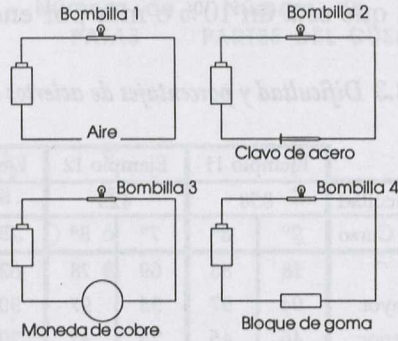 Bombilla 1
Bombilla 2
Aire
Clavo de acero
Bombilla 3
Bombilla 4
Moneda de cobre
Bloque de goma